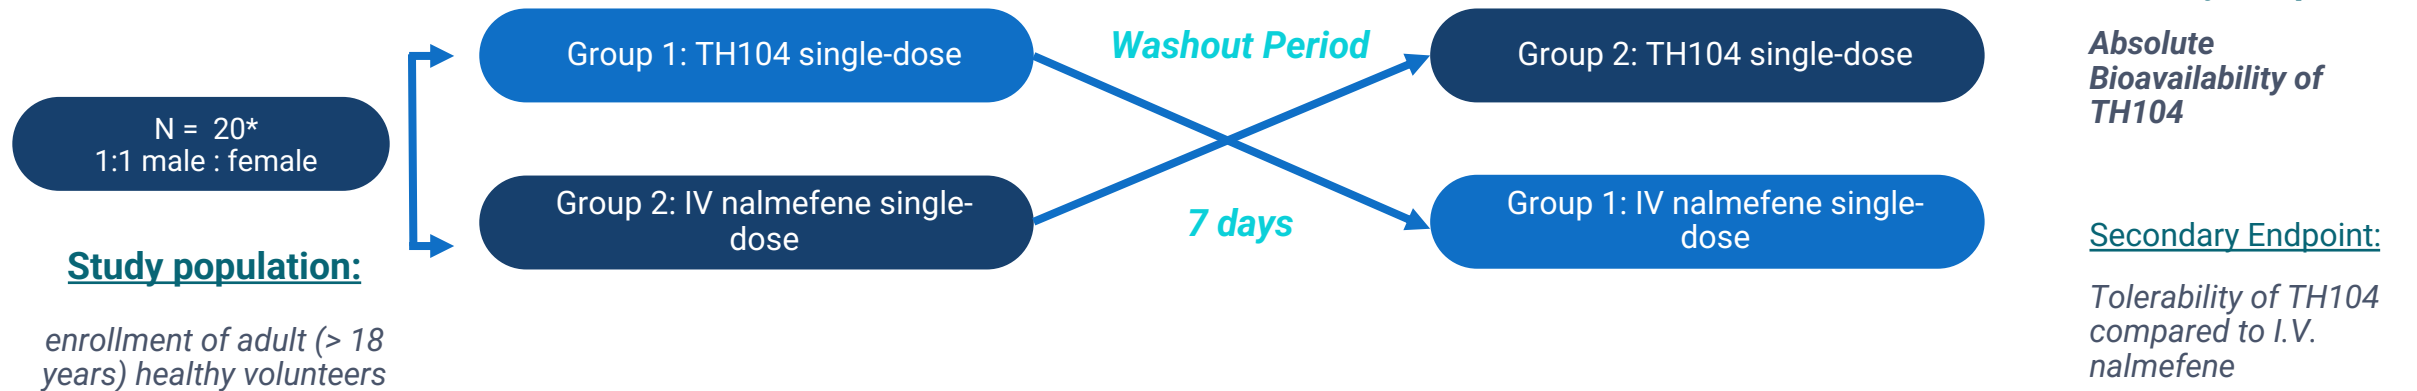 N = 20*
1:1 male : female
Study population:
enrollment of adult (> 18
years) healthy volunteers
Group 1: TH104 single-dose
Group 2: IV nalmefene single-
dose
Washout Period
7 days
Group 2: TH104 single-dose
Group 1: IV nalmefene single-
dose
Absolute
Bioavailability of
TH104
Secondary Endpoint:
Tolerability of TH104
compared to I.V.
nalmefene